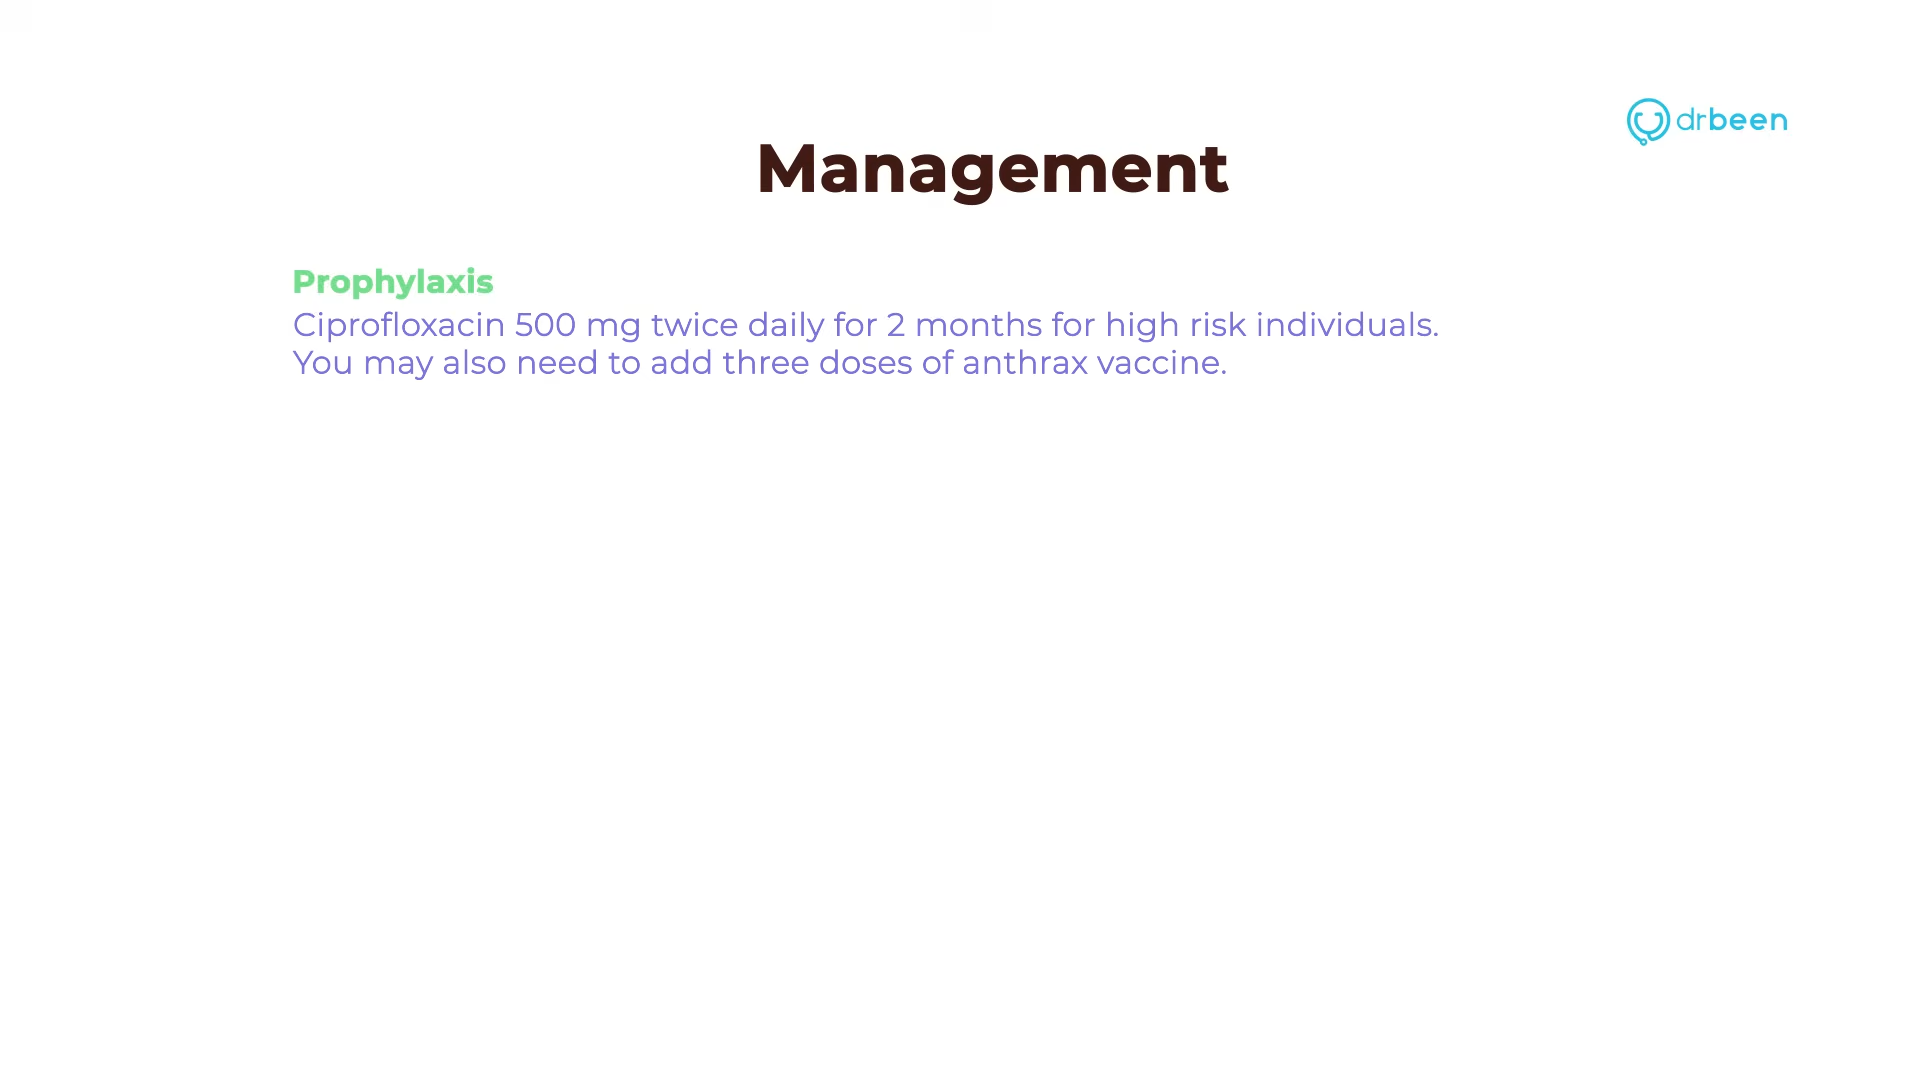 drbeen
Management
Prophylaxis
Ciprofloxacin 500 mg twice daily for 2 months for high risk individuals.
You may also need to add three doses of anthrax vaccine.